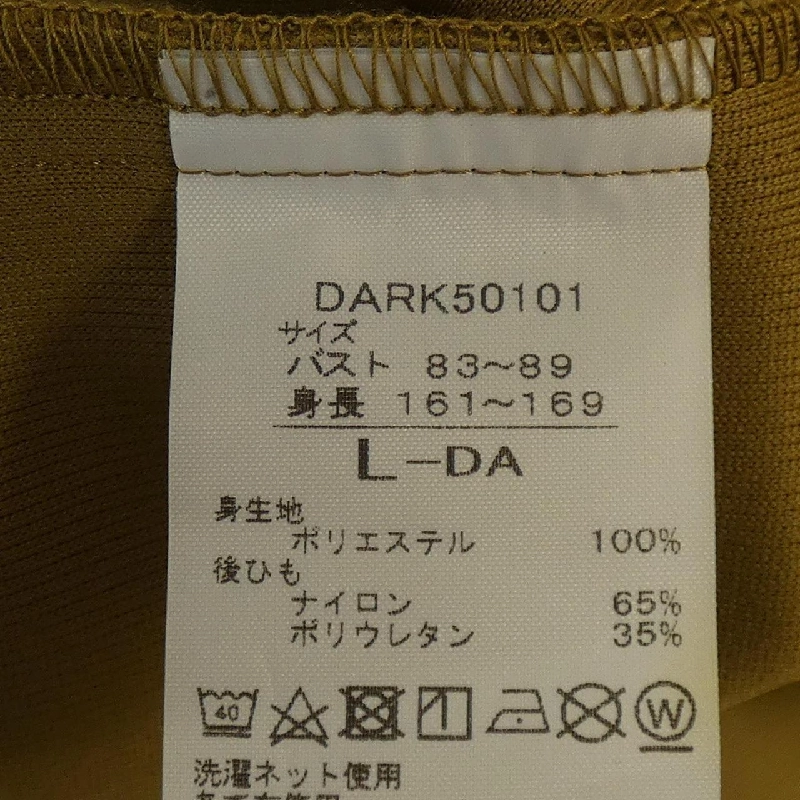 DARK50101
サイズ
バスト 83～89
身長 161～169
L-DA
身生地
ポリエステル 100%
後ひも
ナイロン 65%
ポリウレタン 35%
40 W
洗濯ネット使用